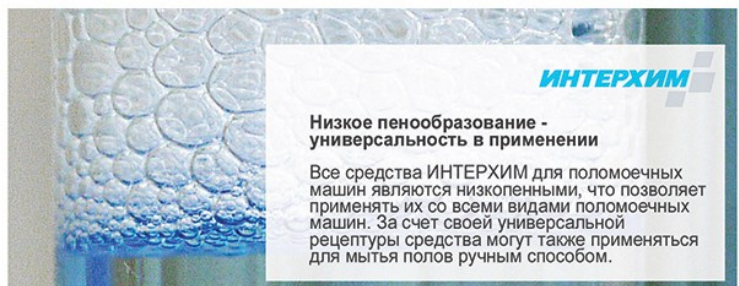 ИНТЕРХИМ
Низкое пенообразование -
универсальность в применении
Все средства ИНТЕРХИМ для поломоечных
машин являются низкопенными, что позволяет
применять их со всеми видами поломоечных
машин. За счет своей универсальной
рецептуры средства могут также применяться
для мытья полов ручным способом.